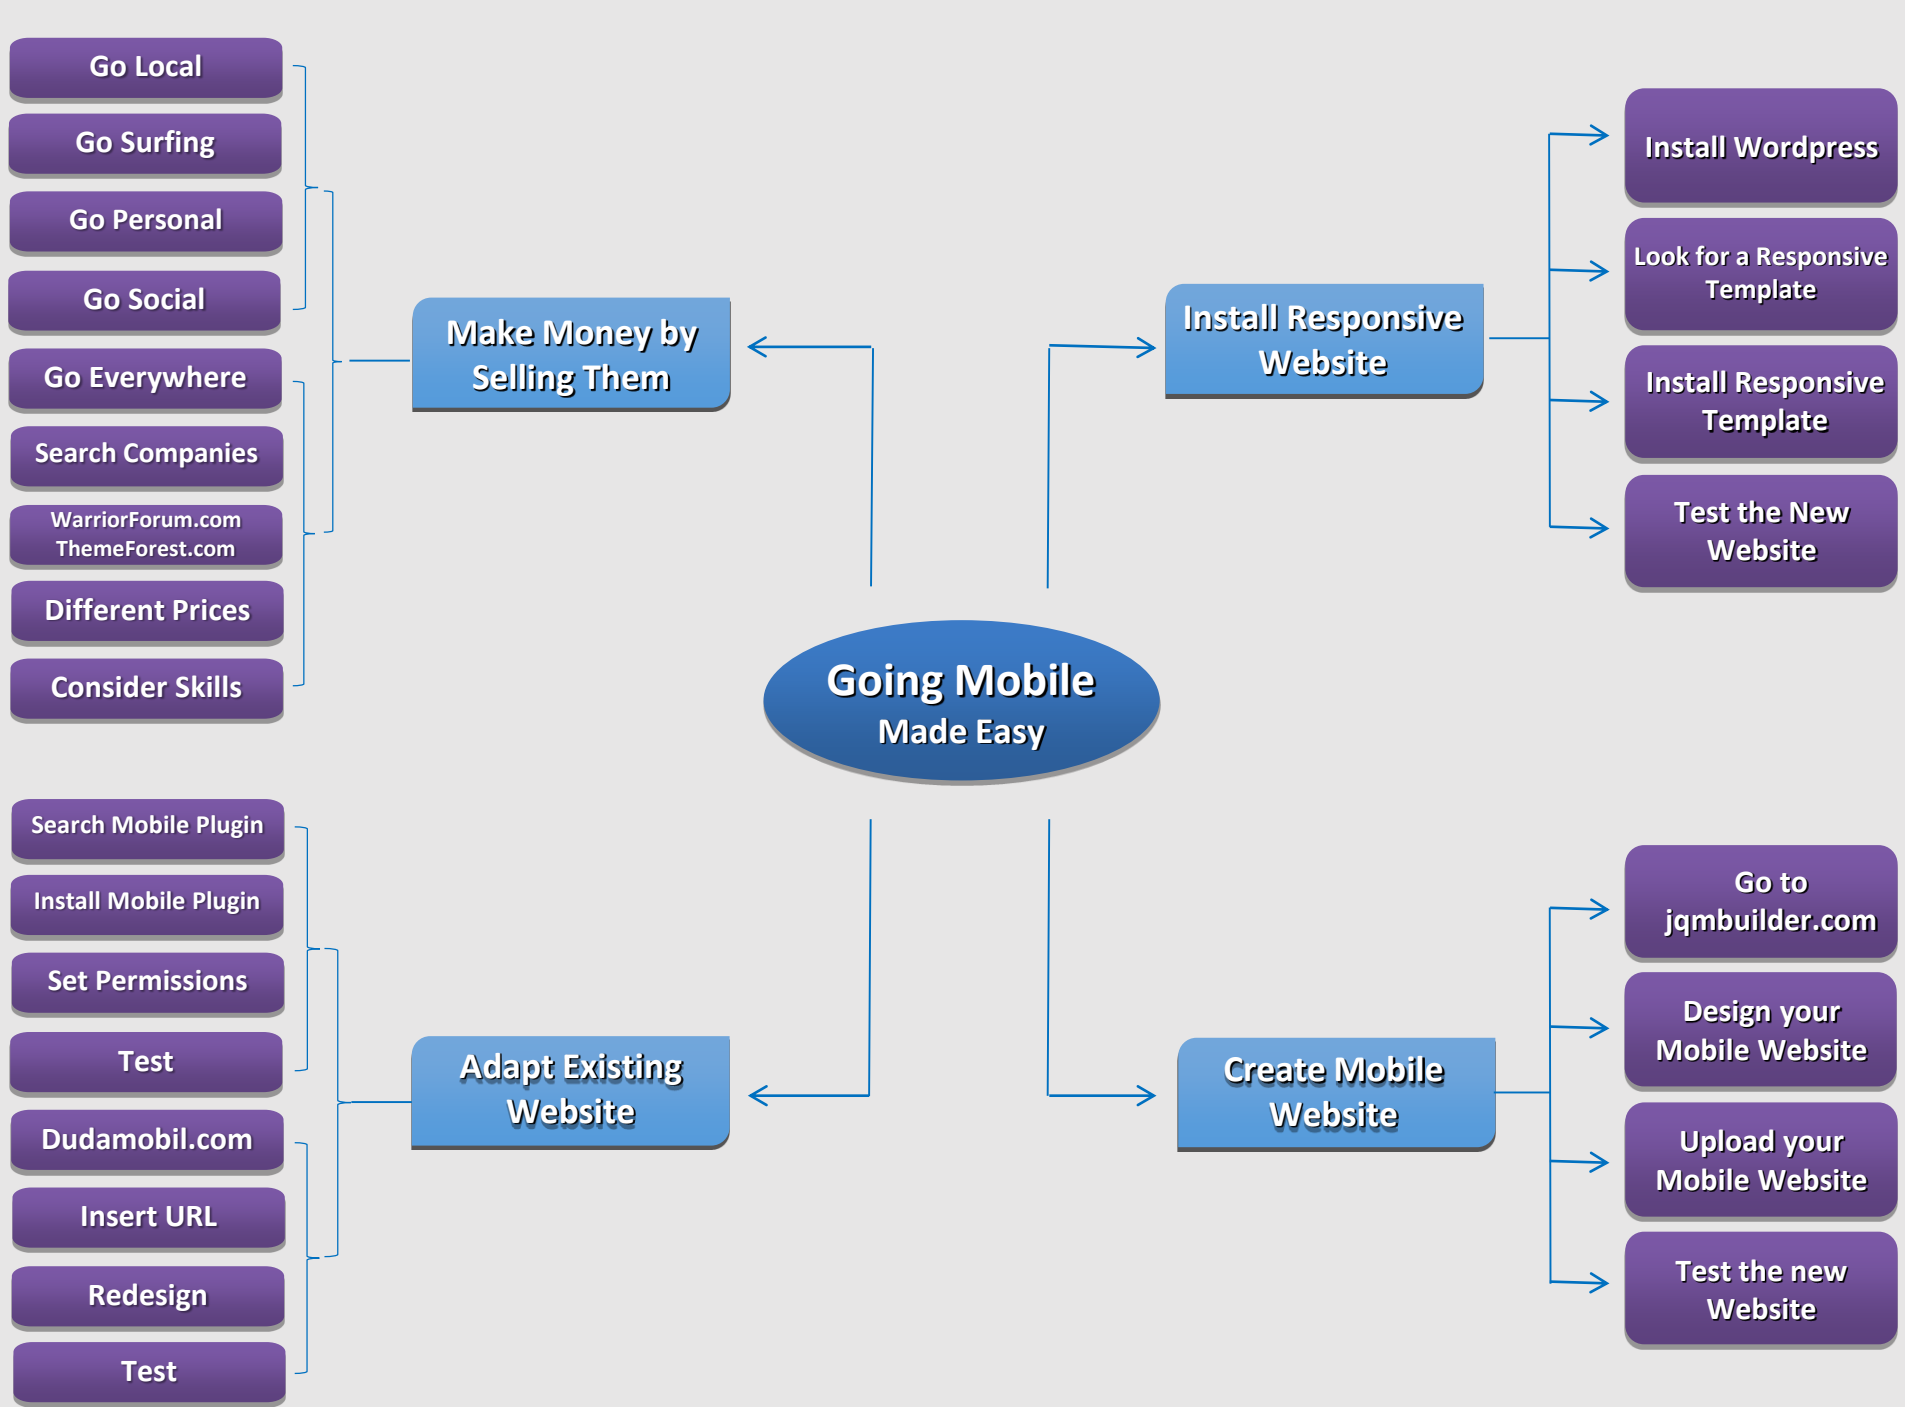 Go Local
Go Surfing
Go Personal
Go Social
Go Everywhere
Search Companies
WarriorForum.com
ThemeForest.com
Different Prices
Consider Skills
Make Money by
Selling Them
Install Responsive
Website
Install Wordpress
Look for a Responsive
Template
Install Responsive
Template
Test the New
Website
Going Mobile
Made Easy
Search Mobile Plugin
Install Mobile Plugin
Set Permissions
Test
Dudamobil.com
Insert URL
Redesign
Test
Adapt Existing
Website
Create Mobile
Website
Go to
jqmbuilder.com
Design your
Mobile Website
Upload your
Mobile Website
Test the new
Website